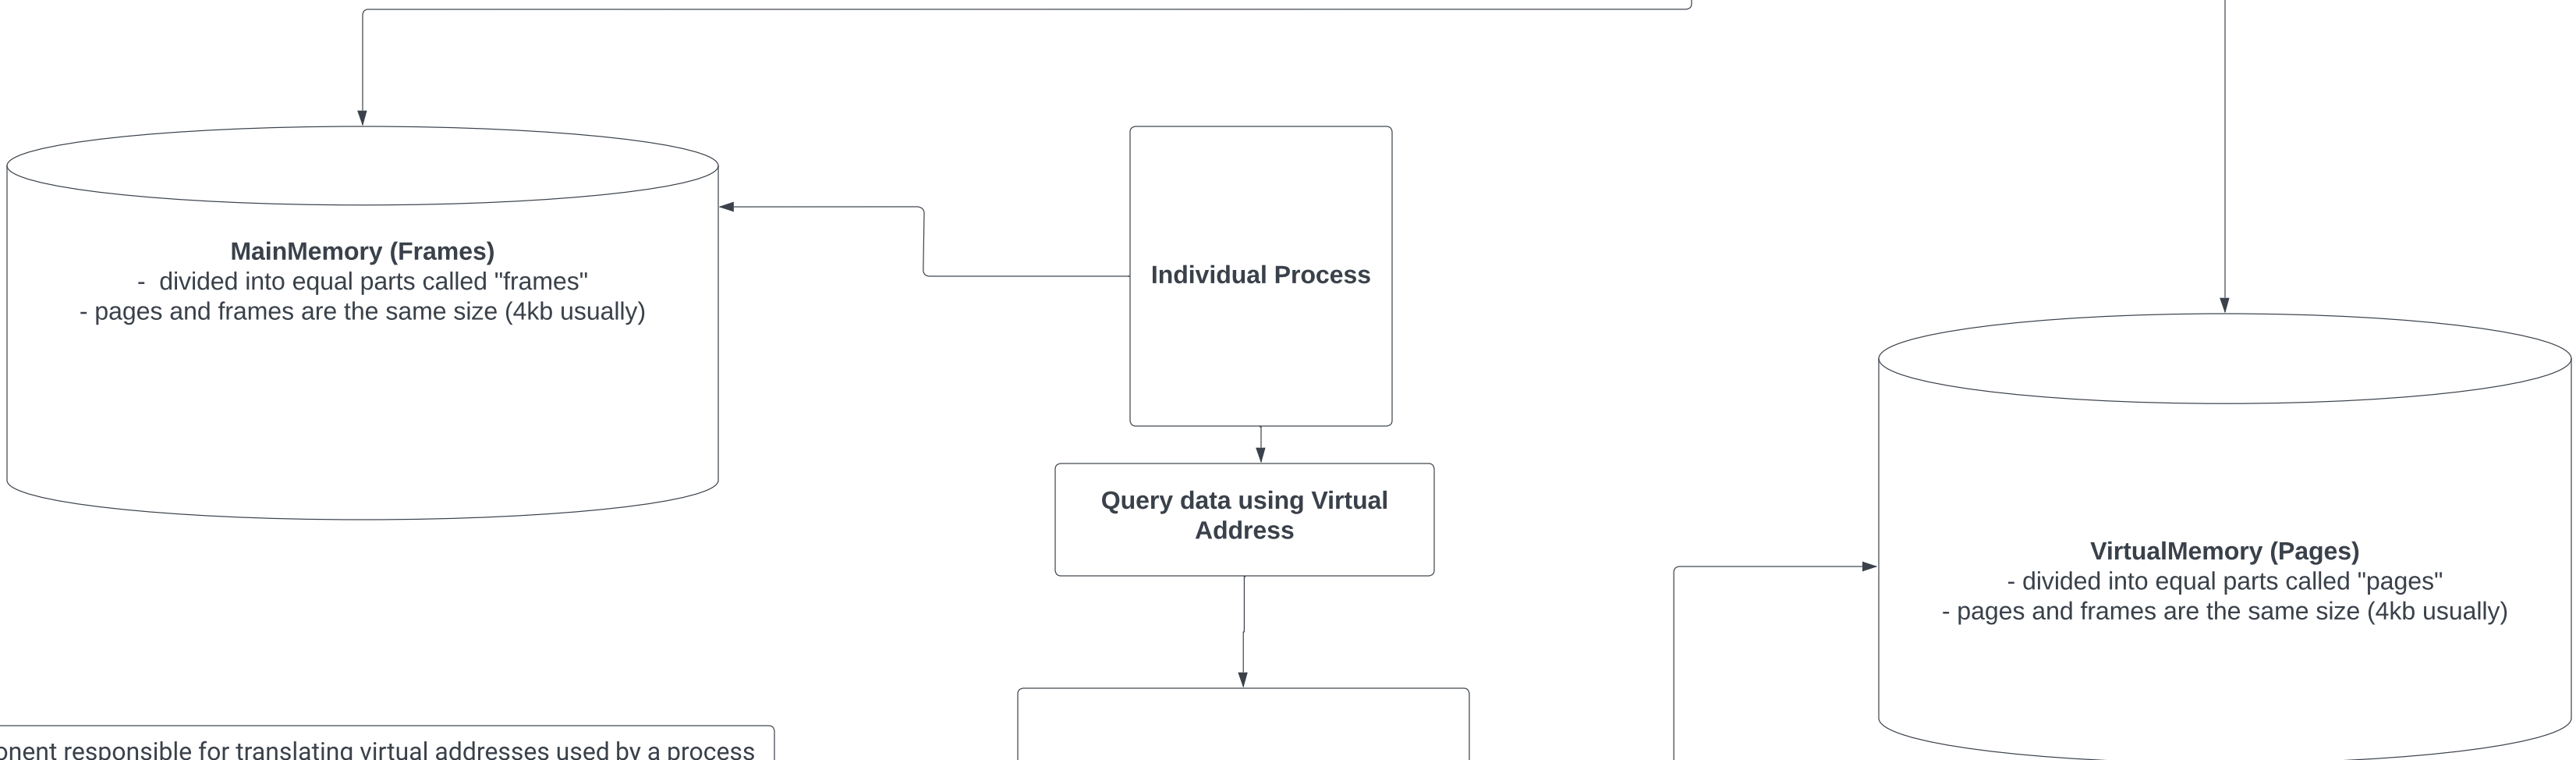 MainMemory (Frames)
-  divided into equal parts called "frames"
- pages and frames are the same size (4kb usually)
Individual Process
Query data using Virtual
Address
VirtualMemory (Pages)
- divided into equal parts called "pages"
- pages and frames are the same size (4kb usually)
responsible for translating virtual addresses used by a process